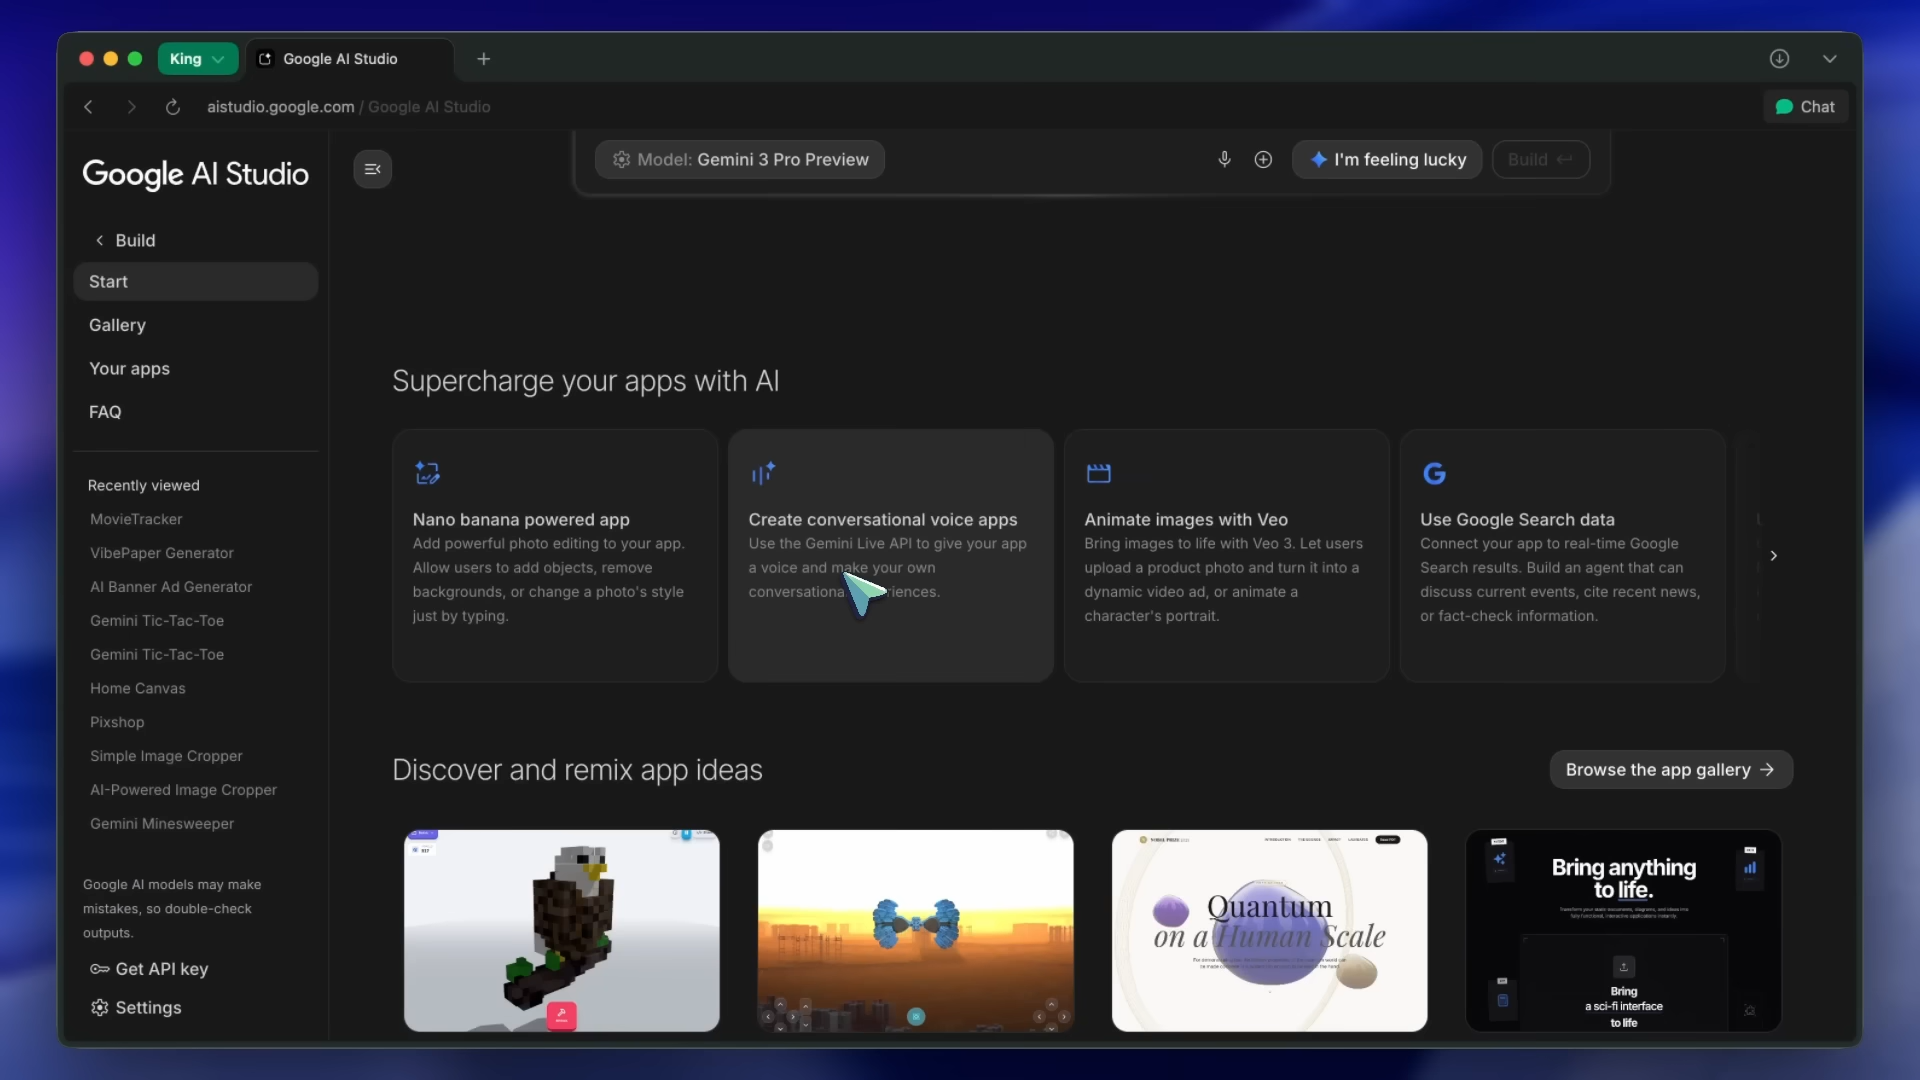 King
Google AI Studio
aistudio.google.com / Google AI Studio
Chat
Google AI Studio
Build
Start
Gallery
Your apps
FAQ
Recently viewed
MovieTracker
VibePaper Generator
AI Banner Ad Generator
Gemini Tic-Tac-Toe
Gemini Tic-Tac-Toe
Home Canvas
Pixshop
Simple Image Cropper
AI-Powered Image Cropper
Gemini Minesweeper
Google AI models may make
mistakes, so double-check
outputs.
Get API key
Settings
Model: Gemini 3 Pro Preview
I'm feeling lucky
Build
Supercharge your apps with AI
Nano banana powered app
Add powerful photo editing to your app.
Allow users to add objects, remove
backgrounds, or change a photo's style
just by typing.
Create conversational voice apps
Use the Gemini Live API to give your app
a voice and make your own
Animate images with Veo
Bring images to life with Veo 3. Let users
upload a product photo and turn it into a
dynamic video ad, or animate a
character's portrait.
Use Google Search data
Connect your app to real-time Google
Search results. Build an agent that can
discuss current events, cite recent news,
or fact-check information.
Discover and remix app ideas
Browse the app gallery
Quantum
on a Human Scale
Bring anything
to life.
Bring
a sci-fi interface
to life